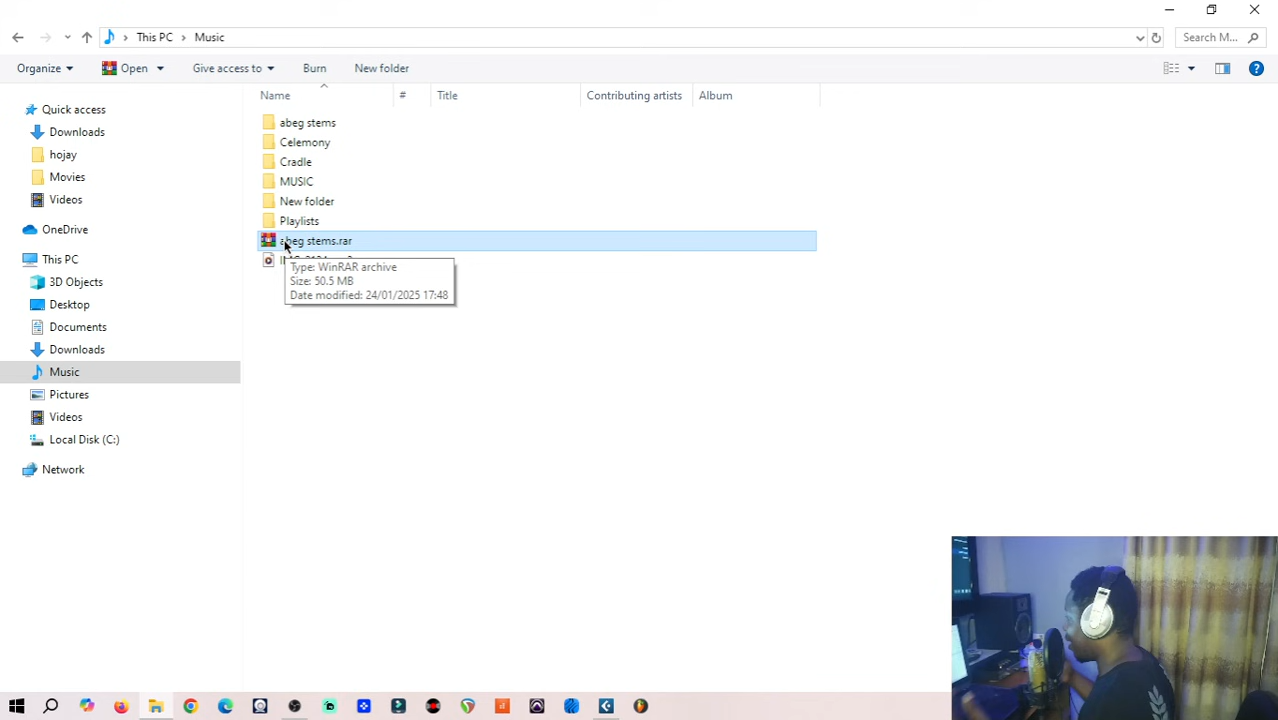 This PC
Music
Search M...
Organize
Open
Give access to
Burn
New folder
Name
#
Title
Contributing artists
Album
Quick access
Downloads
hojay
Movies
Videos
OneDrive
This PC
3D Objects
Desktop
Documents
Downloads
Music
Pictures
Videos
Local Disk (C:)
Network
abeg stems
Celemony
Cradle
MUSIC
New folder
Playlists
abeg stems.rar
Type: WinRAR archive
Size: 50.5 MB
Date modified: 24/01/2025 17:48